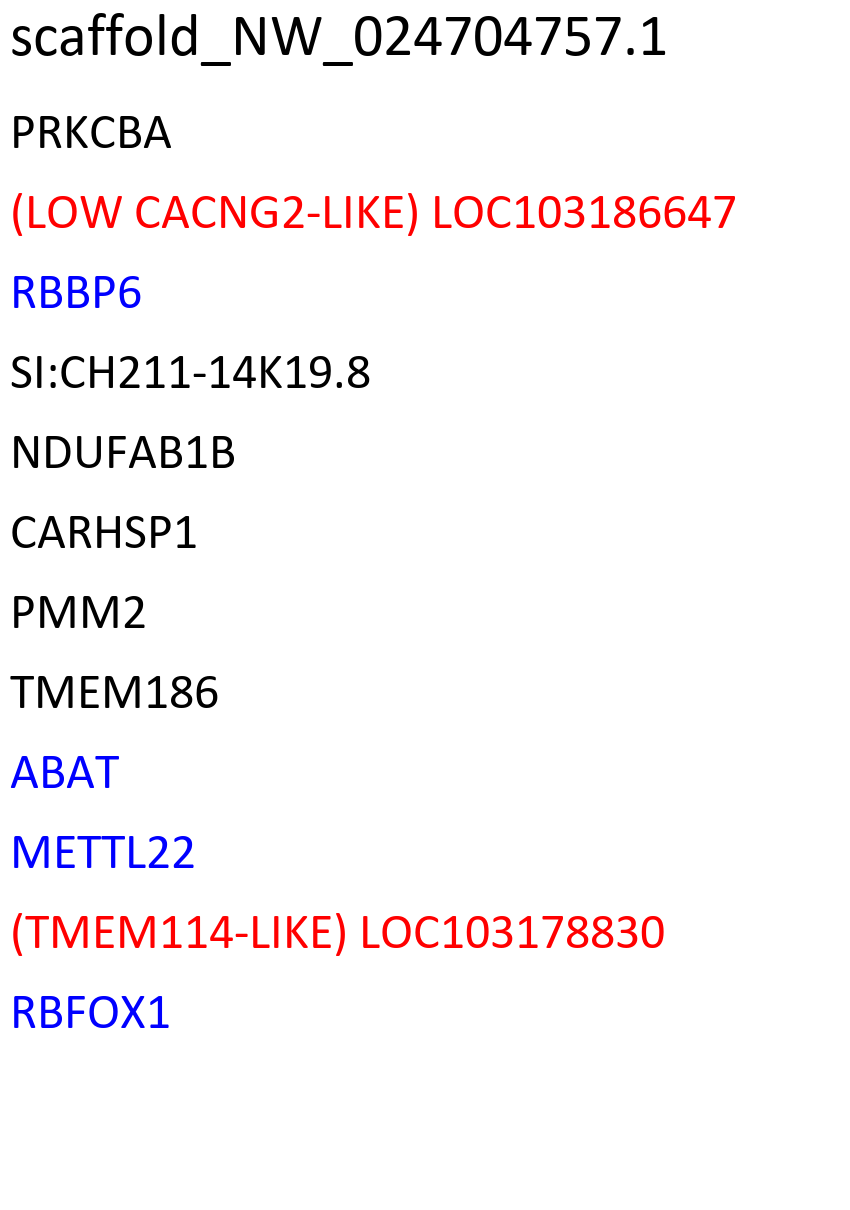 scaffold_NW_024704757.1
PRKCBA
(LOW CACNG2-LIKE) LOC103186647
RBBP6
SI:CH211-14K19.8
NDUFAB1B
CARHSP1
PMM2
TMEM186
ABAT
METTL22
(TMEM114-LIKE) LOC103178830
RBFOX1